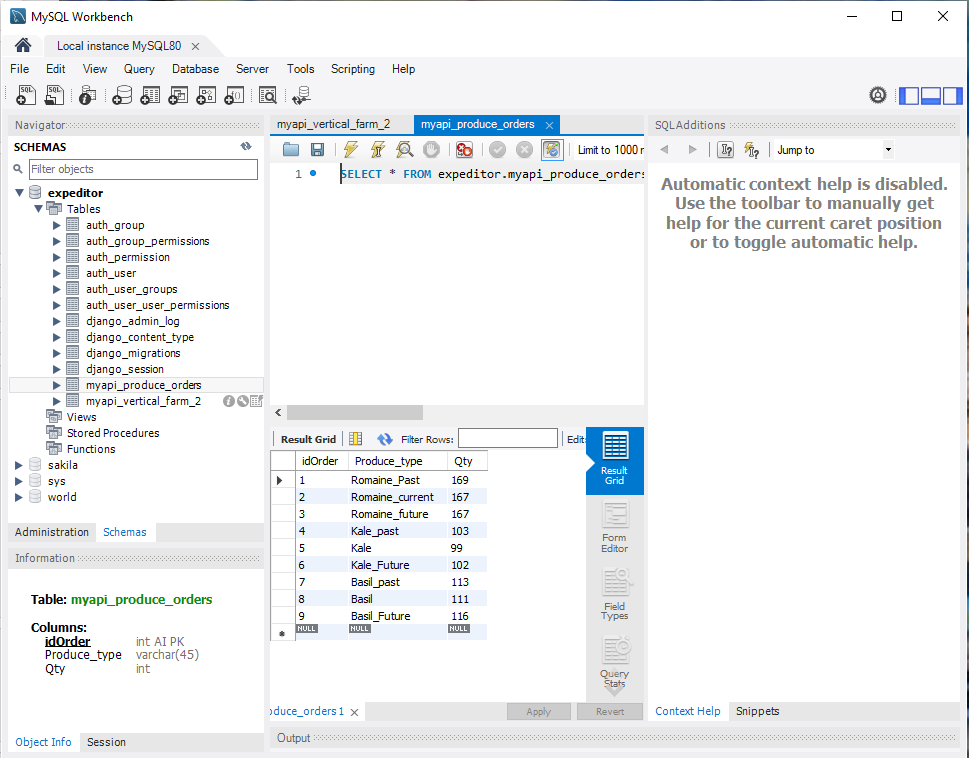 MySQL Workbench
Local instance MySQL80
File Edit View Query Database Server Tools Scripting Help
Navigator
SCHEMAS
Filter objects
expeditor
Tables
auth_group
auth_group_permissions
auth_permission
auth_user
auth_user_groups
auth_user_user_permissions
django_admin_log
django_content_type
django_migrations
django_session
myapi_produce_orders
myapi_vertical_farm_2
Views
Stored Procedures
Functions
sakila
sys
world
Administration Schemas
Information
Table: myapi_produce_orders
Columns:
idOrder int AI PK
Produce_type varchar(45)
Qty int
Object Info Session
myapi_vertical_farm_2 myapi_produce_orders
Limit to 1000 r
1 SELECT * FROM expeditor.myapi_produce_orders
Result Grid Filter Rows: Edit:
idOrder Produce_type Qty
1 Romaine_Past 169
2 Romaine_current 167
3 Romaine_future 167
4 Kale_past 103
5 Kale 99
6 Kale_Future 102
7 Basil_past 113
8 Basil 111
9 Basil_Future 116
NULL NULL NULL
Result
Grid
Form
Editor
Field
Types
Query
Stats
oduce_orders 1 Apply Revert
Output
SQLAdditions
Jump to
Automatic context help is disabled.
Use the toolbar to manually get
help for the current caret position
or to toggle automatic help.
Context Help Snippets